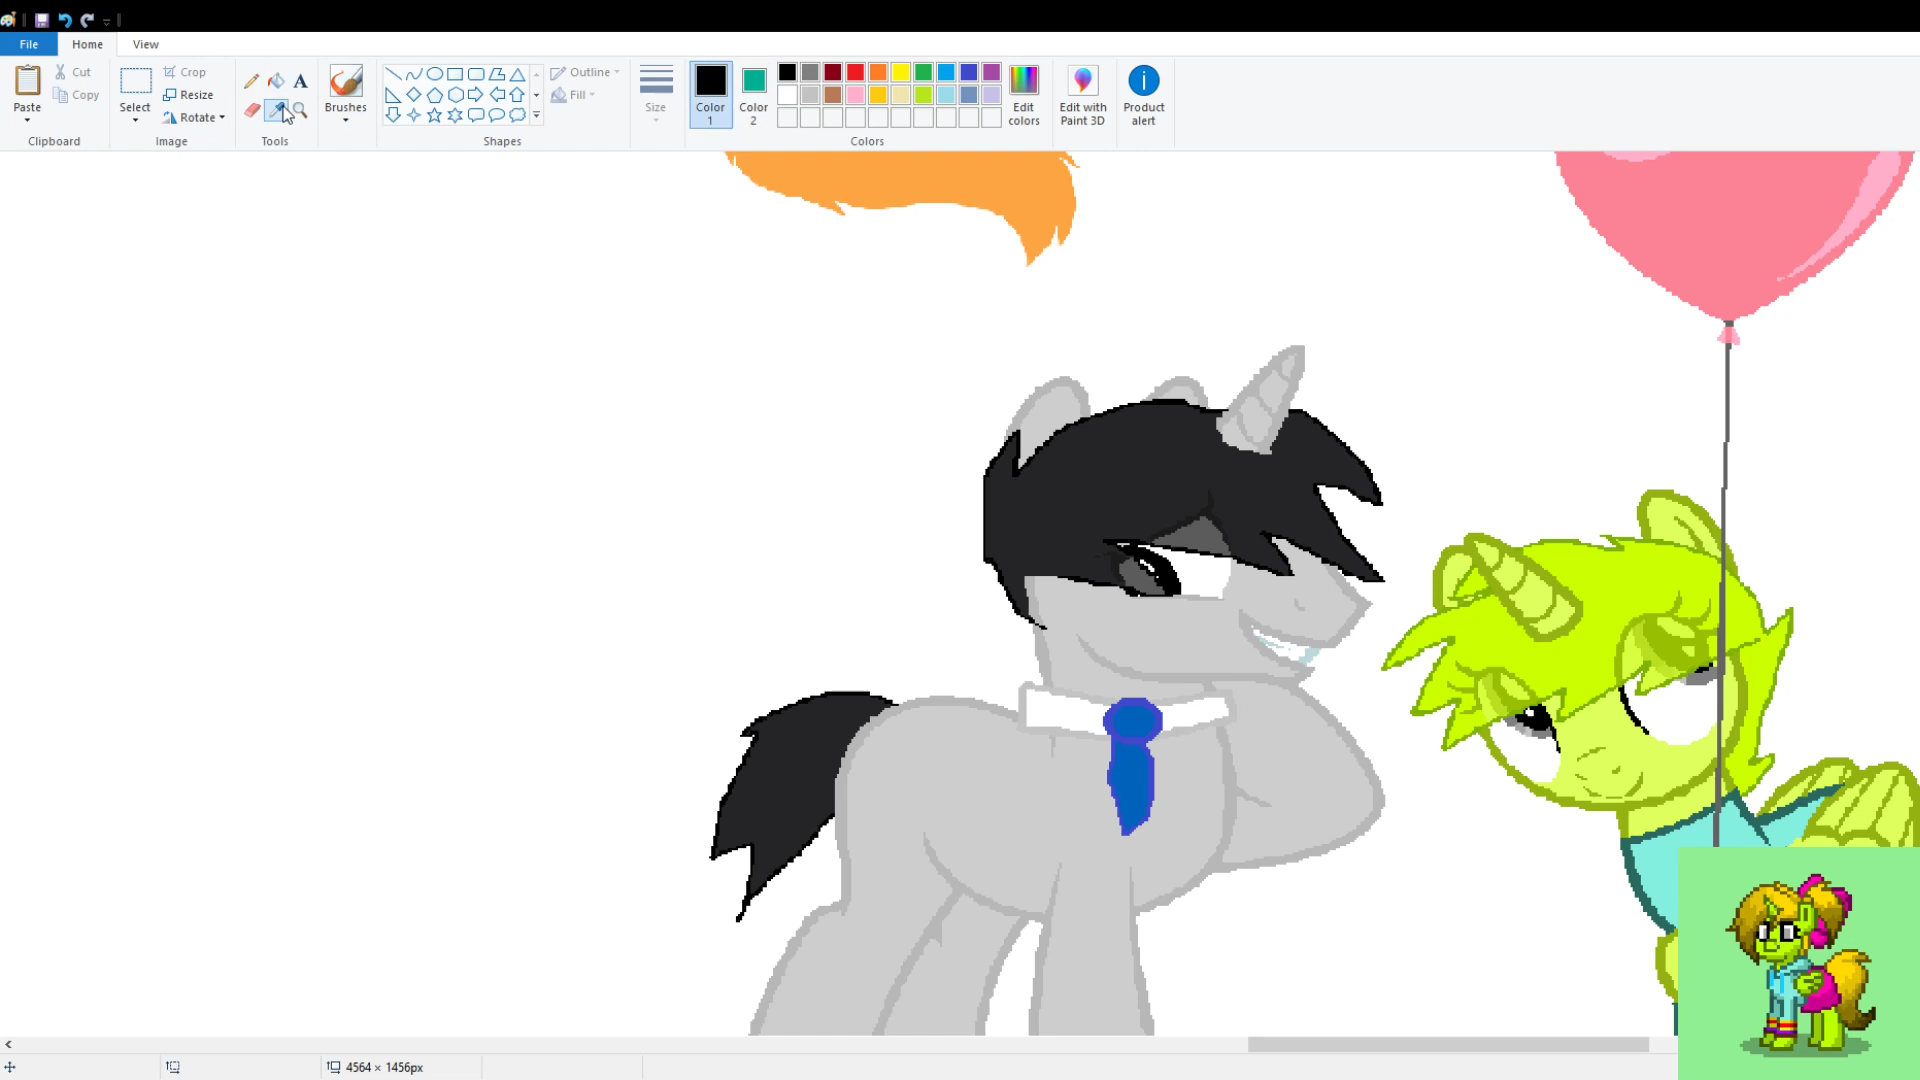 File Home View
Paste Cut Copy
Clipboard
Select Crop Resize Rotate
Image
A
Tools
Brushes
Outline Fill
Shapes
Size
Color 1
Color 2
Edit colors
Colors
Edit with Paint 3D
Product alert
4564 × 1456px